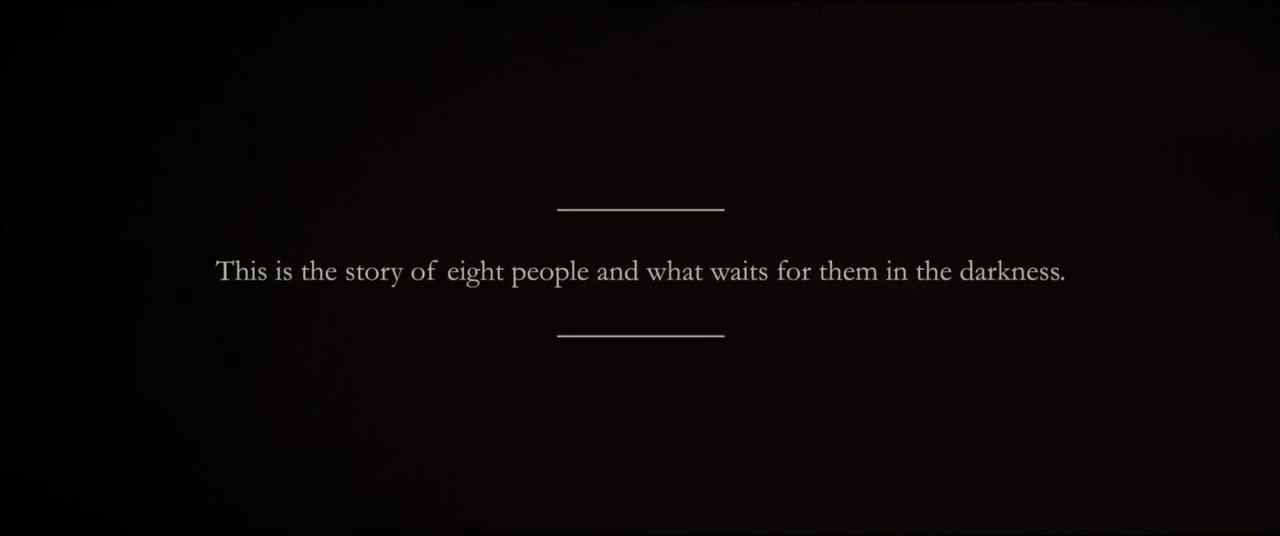 This is the story of eight people and what waits for them in the darkness.